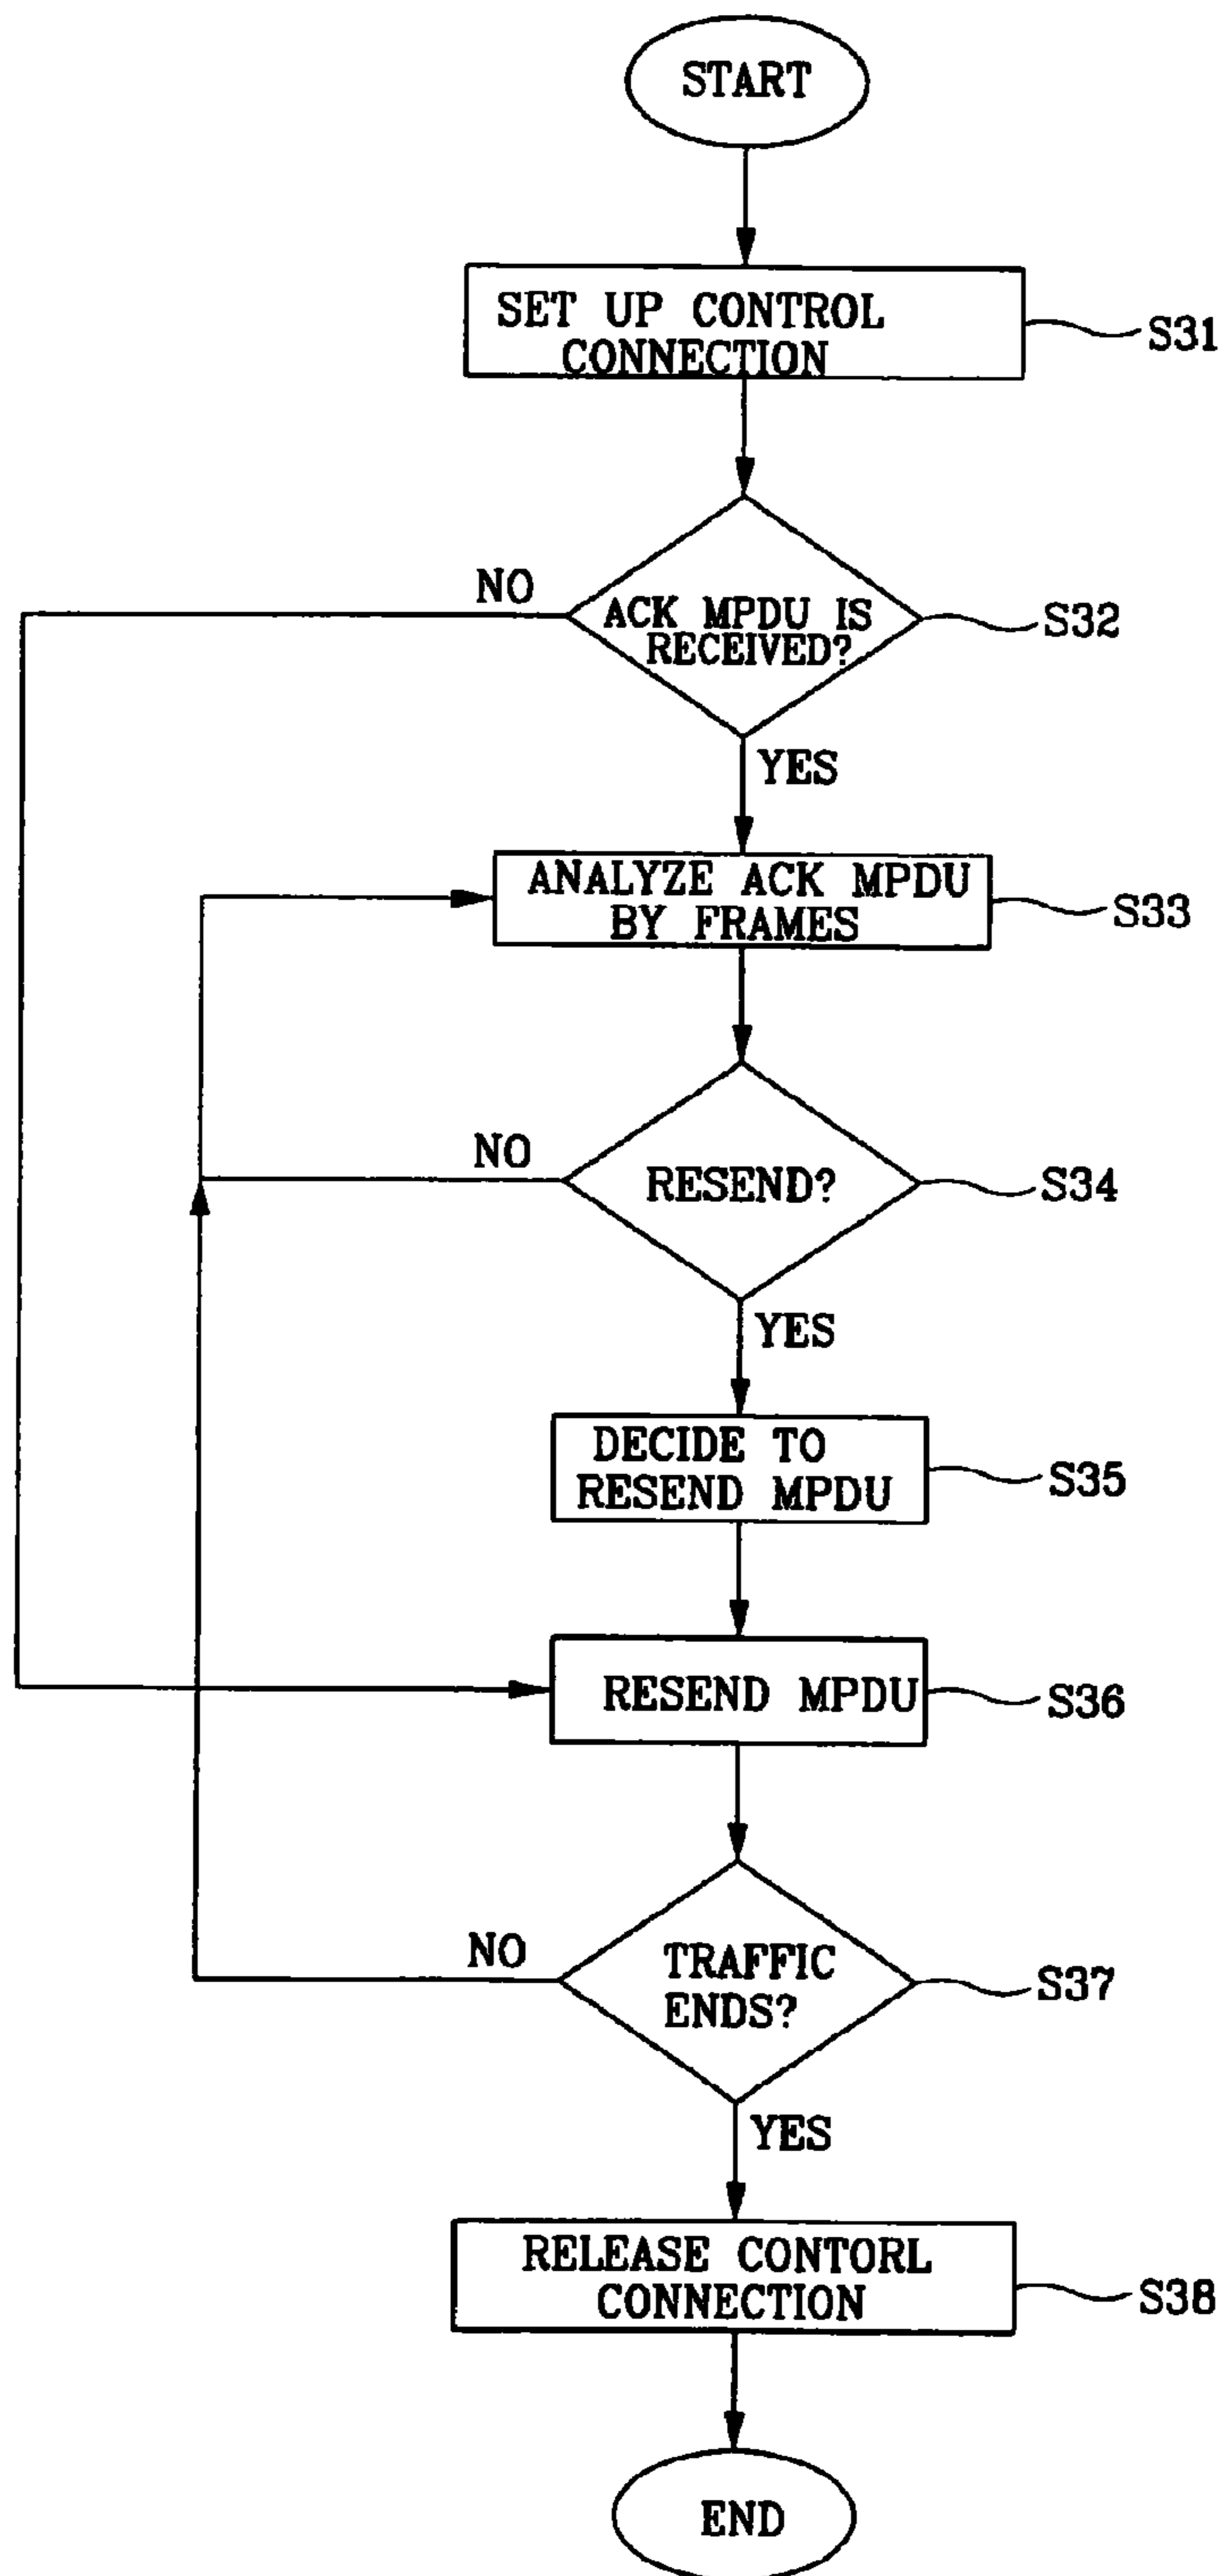 START
SET UP CONTROL
CONNECTION
S31
NO
ACK MPDU IS
RECEIVED?
S32
YES
ANALYZE ACK MPDU
BY FRAMES
S33
NO
RESEND?
S34
YES
DECIDE TO
RESEND MPDU
S35
RESEND MPDU
S36
NO
TRAFFIC
ENDS?
S37
YES
RELEASE CONTORL
CONNECTION
S38
END